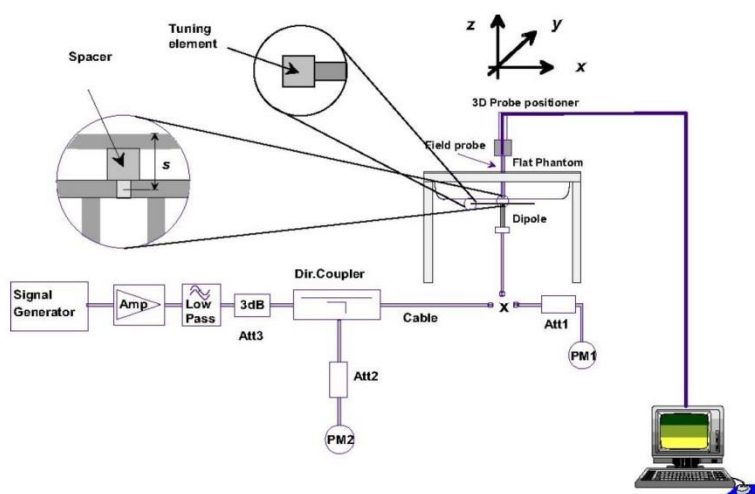 Tuning
element
z
y
x
Spacer
3D Probe positioner
s
Field probe
Flat Phantom
Dipole
Dir.Coupler
Signal
Generator
Amp
Low
Pass
3dB
Att3
Cable
x
Att1
PM1
Att2
PM2